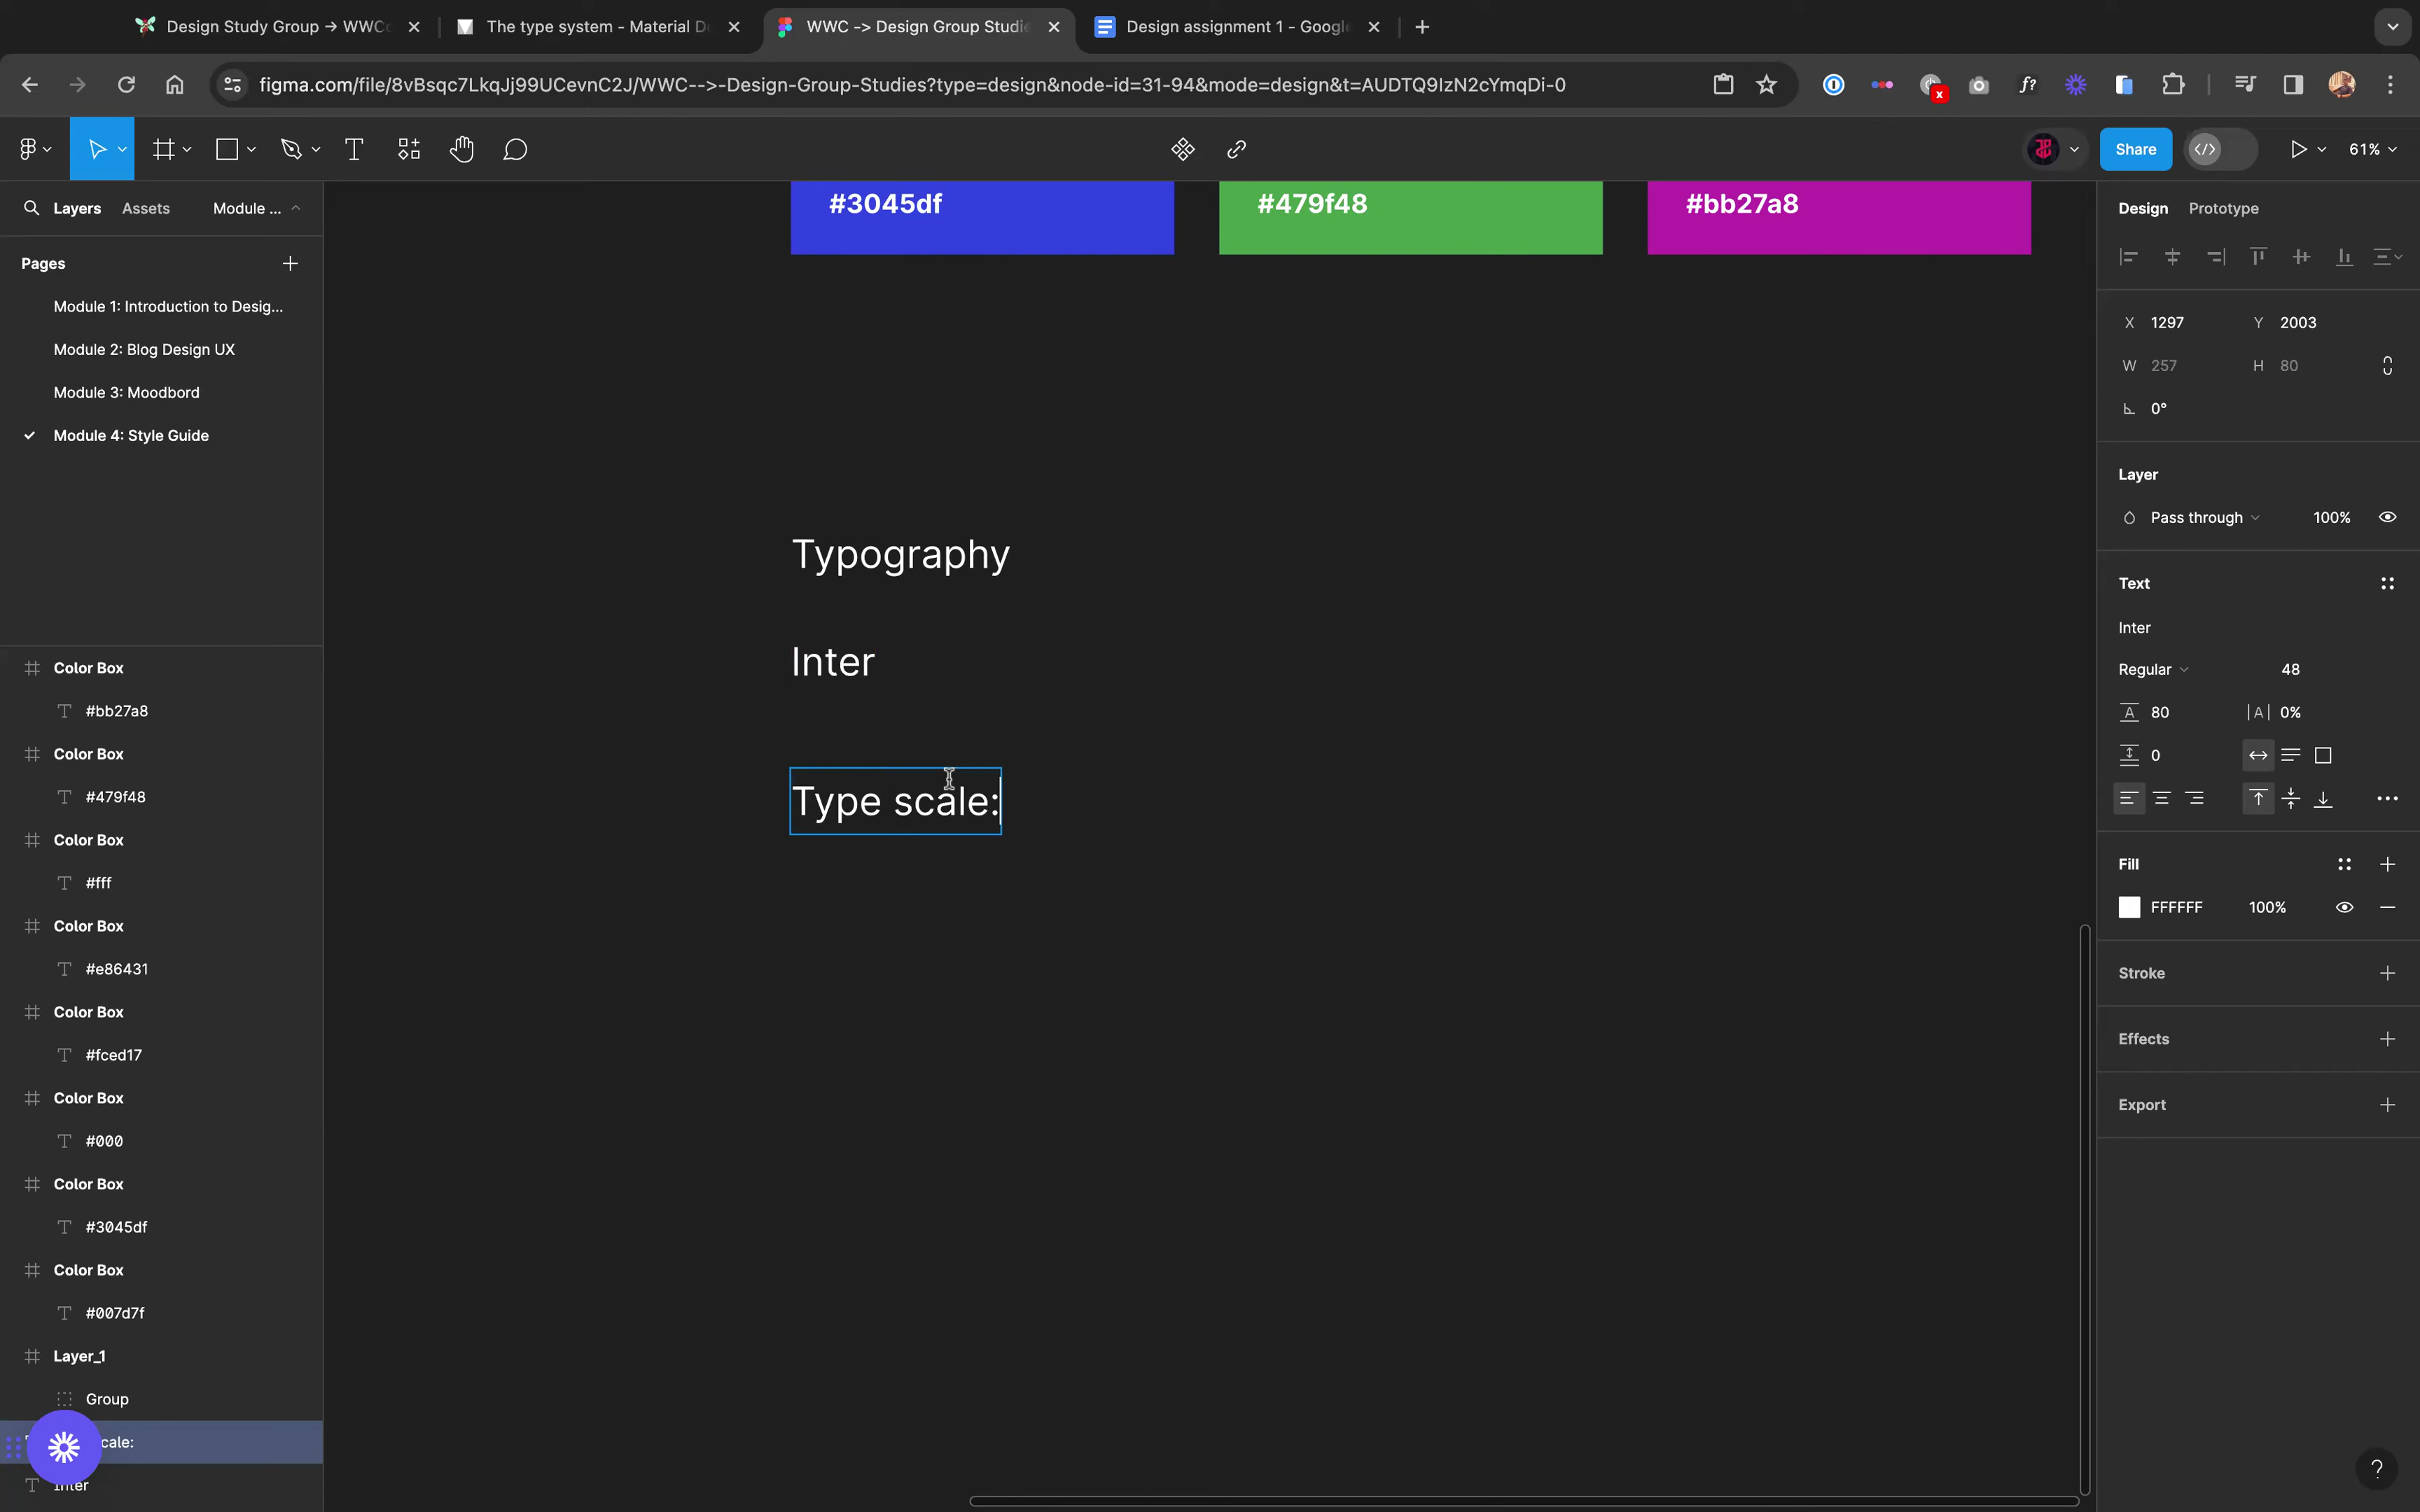 Design Study Group → WWC
The type system - Material D
WWC -> Design Group Studi
Design assignment 1 - Googl
figma.com/file/8vBsqc7LkqJj99UCevnC2J/WWC-->-Design-Group-Studies?type=design&node-id=31-94&mode=design&t=AUDTQ9IzN2cYmqDi-0
Share
61%
Layers
Assets
Module ...
Pages
Module 1: Introduction to Desig...
Module 2: Blog Design UX
Module 3: Moodbord
Module 4: Style Guide
Color Box
#bb27a8
Color Box
#479f48
Color Box
#fff
Color Box
#e86431
Color Box
#fced17
Color Box
#000
Color Box
#3045df
Color Box
#007d7f
Layer_1
Group
cale:
Inter
#3045df
#479f48
#bb27a8
Typography
Inter
Type scale:
Design
Prototype
X 1297
Y 2003
W 257
H 80
0°
Layer
Pass through
100%
Text
Inter
Regular
48
80
|A| 0%
0
Fill
FFFFFF
100%
Stroke
Effects
Export
?